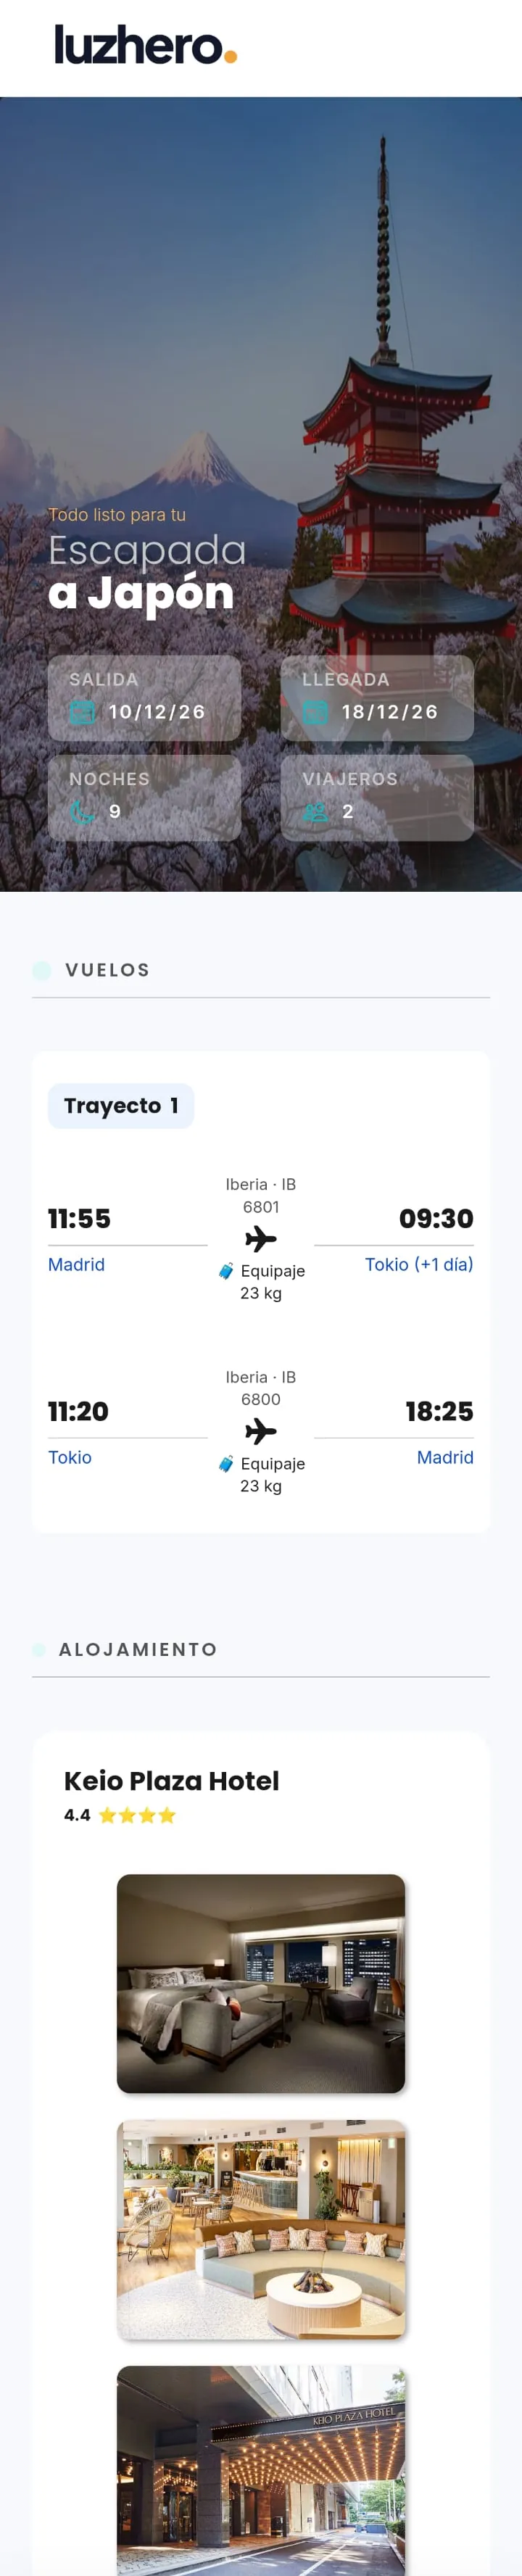 luzhero.
Todo listo para tu
Escapada
a Japón
SALIDA
10/12/26
LLEGADA
18/12/26
NOCHES
9
VIAJEROS
2
VUELOS
Trayecto 1
Iberia · IB
6801
11:55
09:30
Madrid
Tokio (+1 día)
🧳 Equipaje
23 kg
Iberia · IB
6800
11:20
18:25
Tokio
Madrid
🧳 Equipaje
23 kg
ALOJAMIENTO
Keio Plaza Hotel
4.4 ⭐⭐⭐⭐
KEIO PLAZA HOTEL